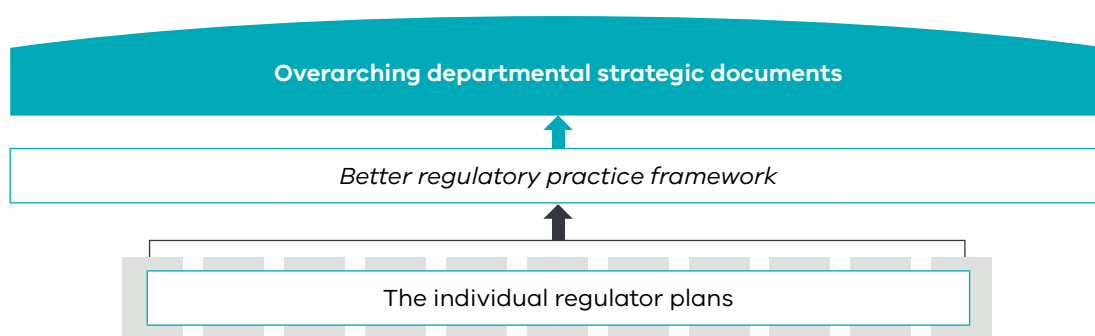 Overarching departmental strategic documents
Better regulatory practice framework
The individual regulator plans